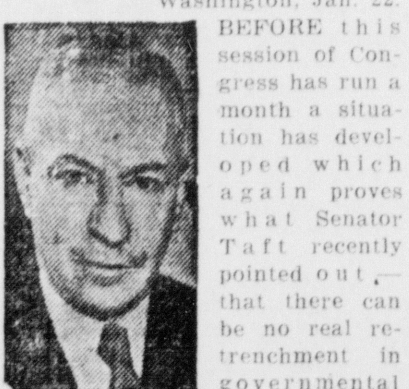 Washington, Jan. 22.
BEFORE this
session of Con-
gress has run a
month a situa-
tion has devel-
oped which
again proves
what Senator
Taft recently
pointed out,—
that there can
be no real re-
trenchment in
governmental